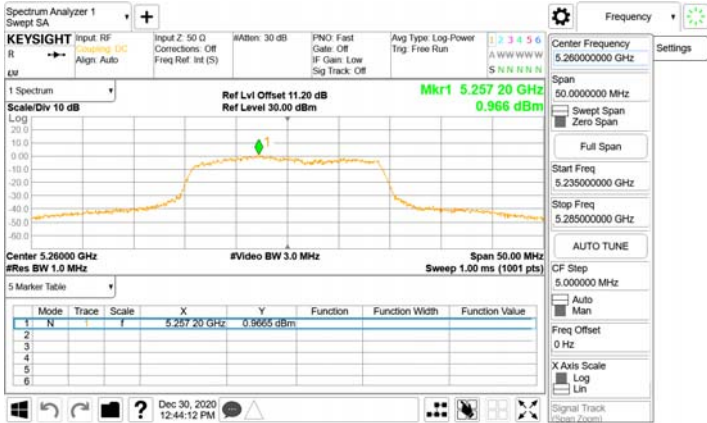 Spectrum Analyzer 1
Swept SA
Frequency
KEYSIGHT
Input: RF
Coupling: DC
Align: Auto
Input Z: 50 Ω
Corrections: Off
Freq Ref: Int (S)
#Atten: 30 dB
PNO: Fast
Gate: Off
IF Gain: Low
Sig Track: Off
Avg Type: Log-Power
Trig: Free Run
1 2 3 4 5 6
A W W W W W
S N N N N N
R
1 Spectrum
Scale/Div 10 dB
Log
Ref Lvl Offset 11.20 dB
Ref Level 30.00 dBm
Mkr1 5.257 20 GHz
0.966 dBm
1
20.0
10.0
0.00
-10.0
-20.0
-30.0
-40.0
-50.0
-60.0
Center 5.26000 GHz
#Res BW 1.0 MHz
#Video BW 3.0 MHz
Span 50.00 MHz
Sweep 1.00 ms (1001 pts)
5 Marker Table
Mode Trace Scale X Y Function Function Width Function Value
1 N 1 f 5.257 20 GHz 0.9665 dBm
2
3
4
5
6
Dec 30, 2020
12:44:12 PM
Center Frequency
5.260000000 GHz
Settings
Span
50.0000000 MHz
Swept Span
Zero Span
Full Span
Start Freq
5.235000000 GHz
Stop Freq
5.285000000 GHz
AUTO TUNE
CF Step
5.000000 MHz
Auto
Man
Freq Offset
0 Hz
X Axis Scale
Log
Lin
Signal Track
(Span Zoom)